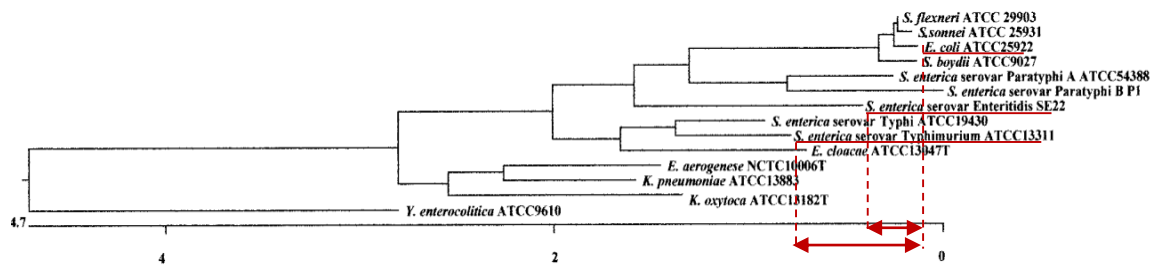 S. flexneri ATCC 29903
S.sonnei ATCC 25931
E. coli ATCC25922
S. boydii ATCC9027
S. enterica serovar Paratyphi A ATCC54388
S. enterica serovar Paratyphi B P1
S. enterica serovar Enteritidis SE22
S. enterica serovar Typhi ATCC19430
S. enterica serovar Typhimurium ATCC13311
E. cloacae ATCC13047T
E. aerogenese NCTC10006T
K. pneumoniae ATCC13883
K. oxytoca ATCC13182T
Y. enterocolitica ATCC9610
4.7
4 2 0